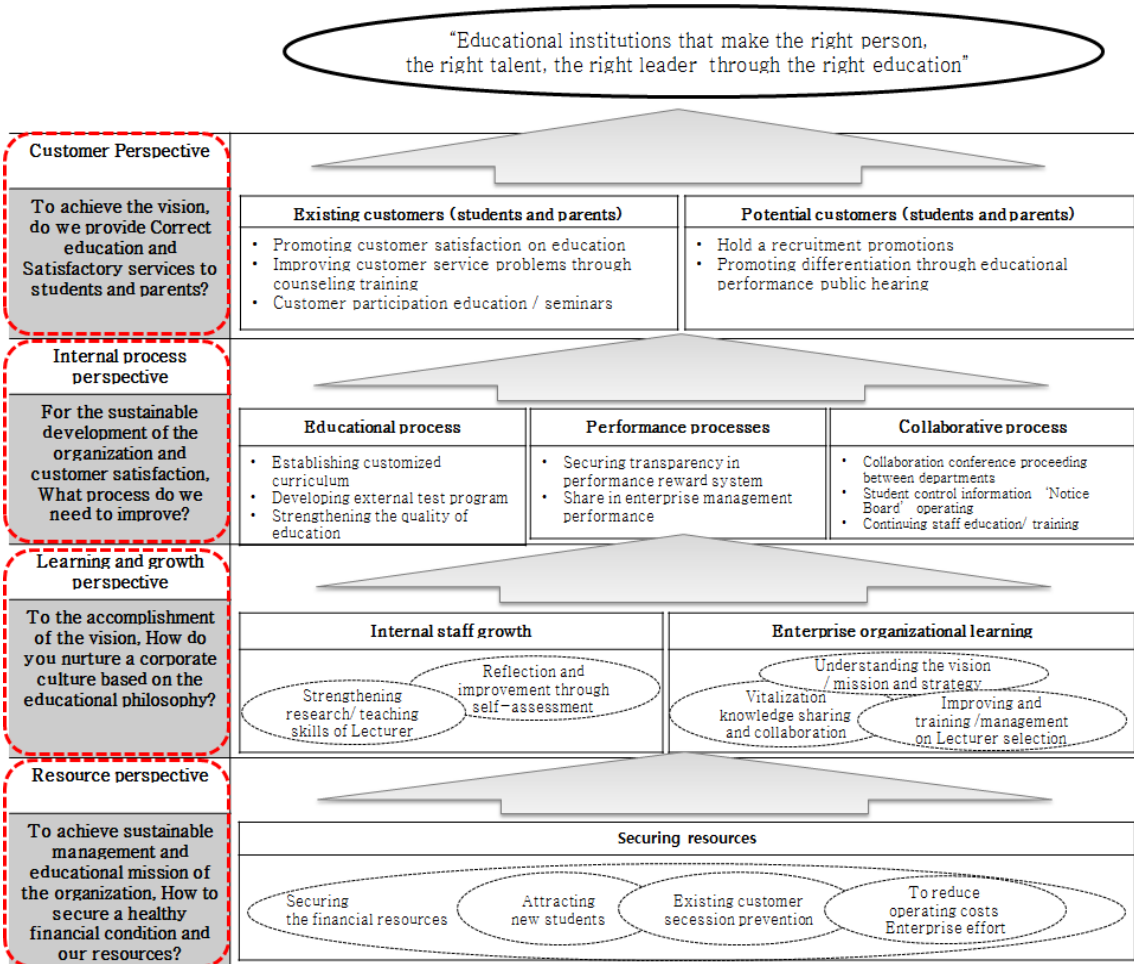 “Educational institutions that make the right person,
the right talent, the right leader through the right education”
Customer Perspective
To achieve the vision,
do we provide Correct
education and
Satisfactory services to
students and parents?
Existing customers (students and parents)
• Promoting customer satisfaction on education
• Improving customer service problems through
counseling training
• Customer participation education / seminars
Potential customers (students and parents)
• Hold a recruitment promotions
• Promoting differentiation through educational
performance public hearing
Internal process
perspective
For the sustainable
development of the
organization and
customer satisfaction,
What process do we
need to improve?
Educational process
• Establishing customized
curriculum
• Developing external test program
• Strengthening the quality of
education
Performance processes
• Securing transparency in
performance reward system
• Share in enterprise management
performance
Collaborative process
• Collaboration conference proceeding
between departments
• Student control information ‘Notice
Board’ operating
• Continuing staff education/ training
Learning and growth
perspective
To the accomplishment
of the vision, How do
you nurture a corporate
culture based on the
educational philosophy?
Internal staff growth
Strengthening
research/ teaching
skills of Lecturer
Reflection and
improvement through
self-assessment
Enterprise organizational learning
Understanding the vision
/ mission and strategy
Vitalization
knowledge sharing
and collaboration
Improving and
training /management
on Lecturer selection
Resource perspective
To achieve sustainable
management and
educational mission of
the organization, How to
secure a healthy
financial condition and
our resources?
Securing resources
Securing
the financial resources
Attracting
new students
Existing customer
secession prevention
To reduce
operating costs
Enterprise effort